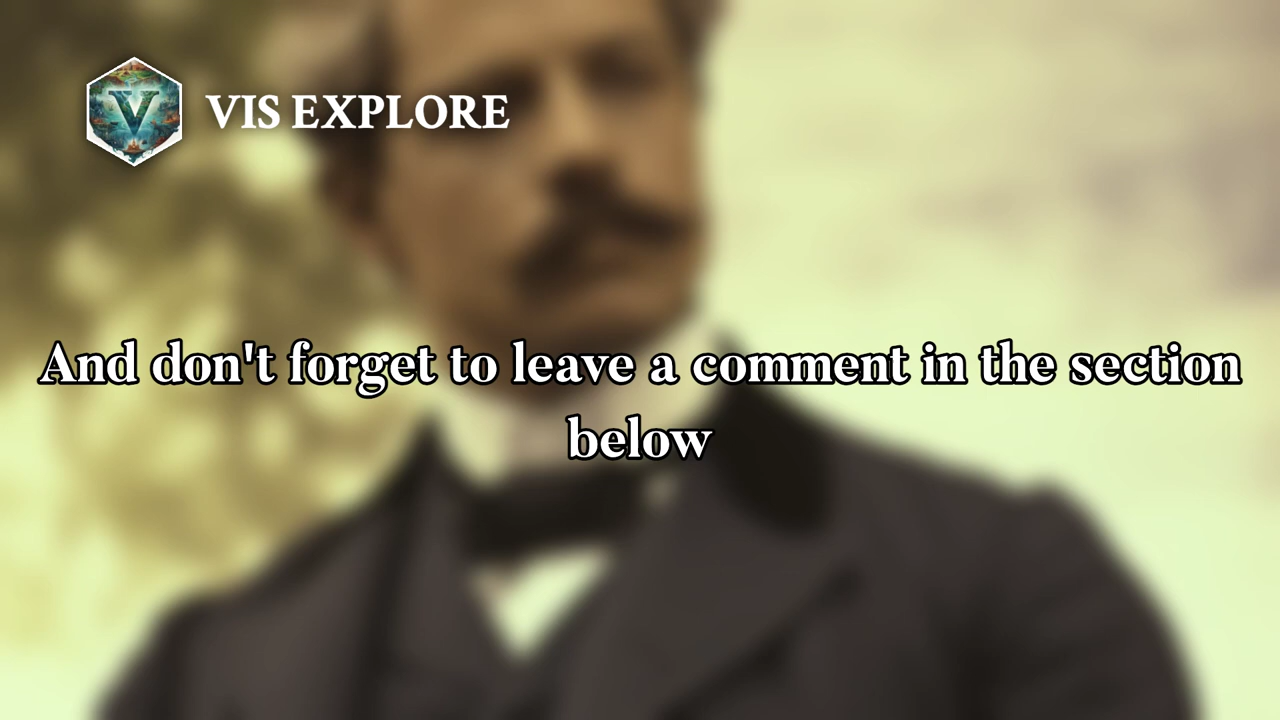 V
VIS EXPLORE
And don't forget to leave a comment in the section
below